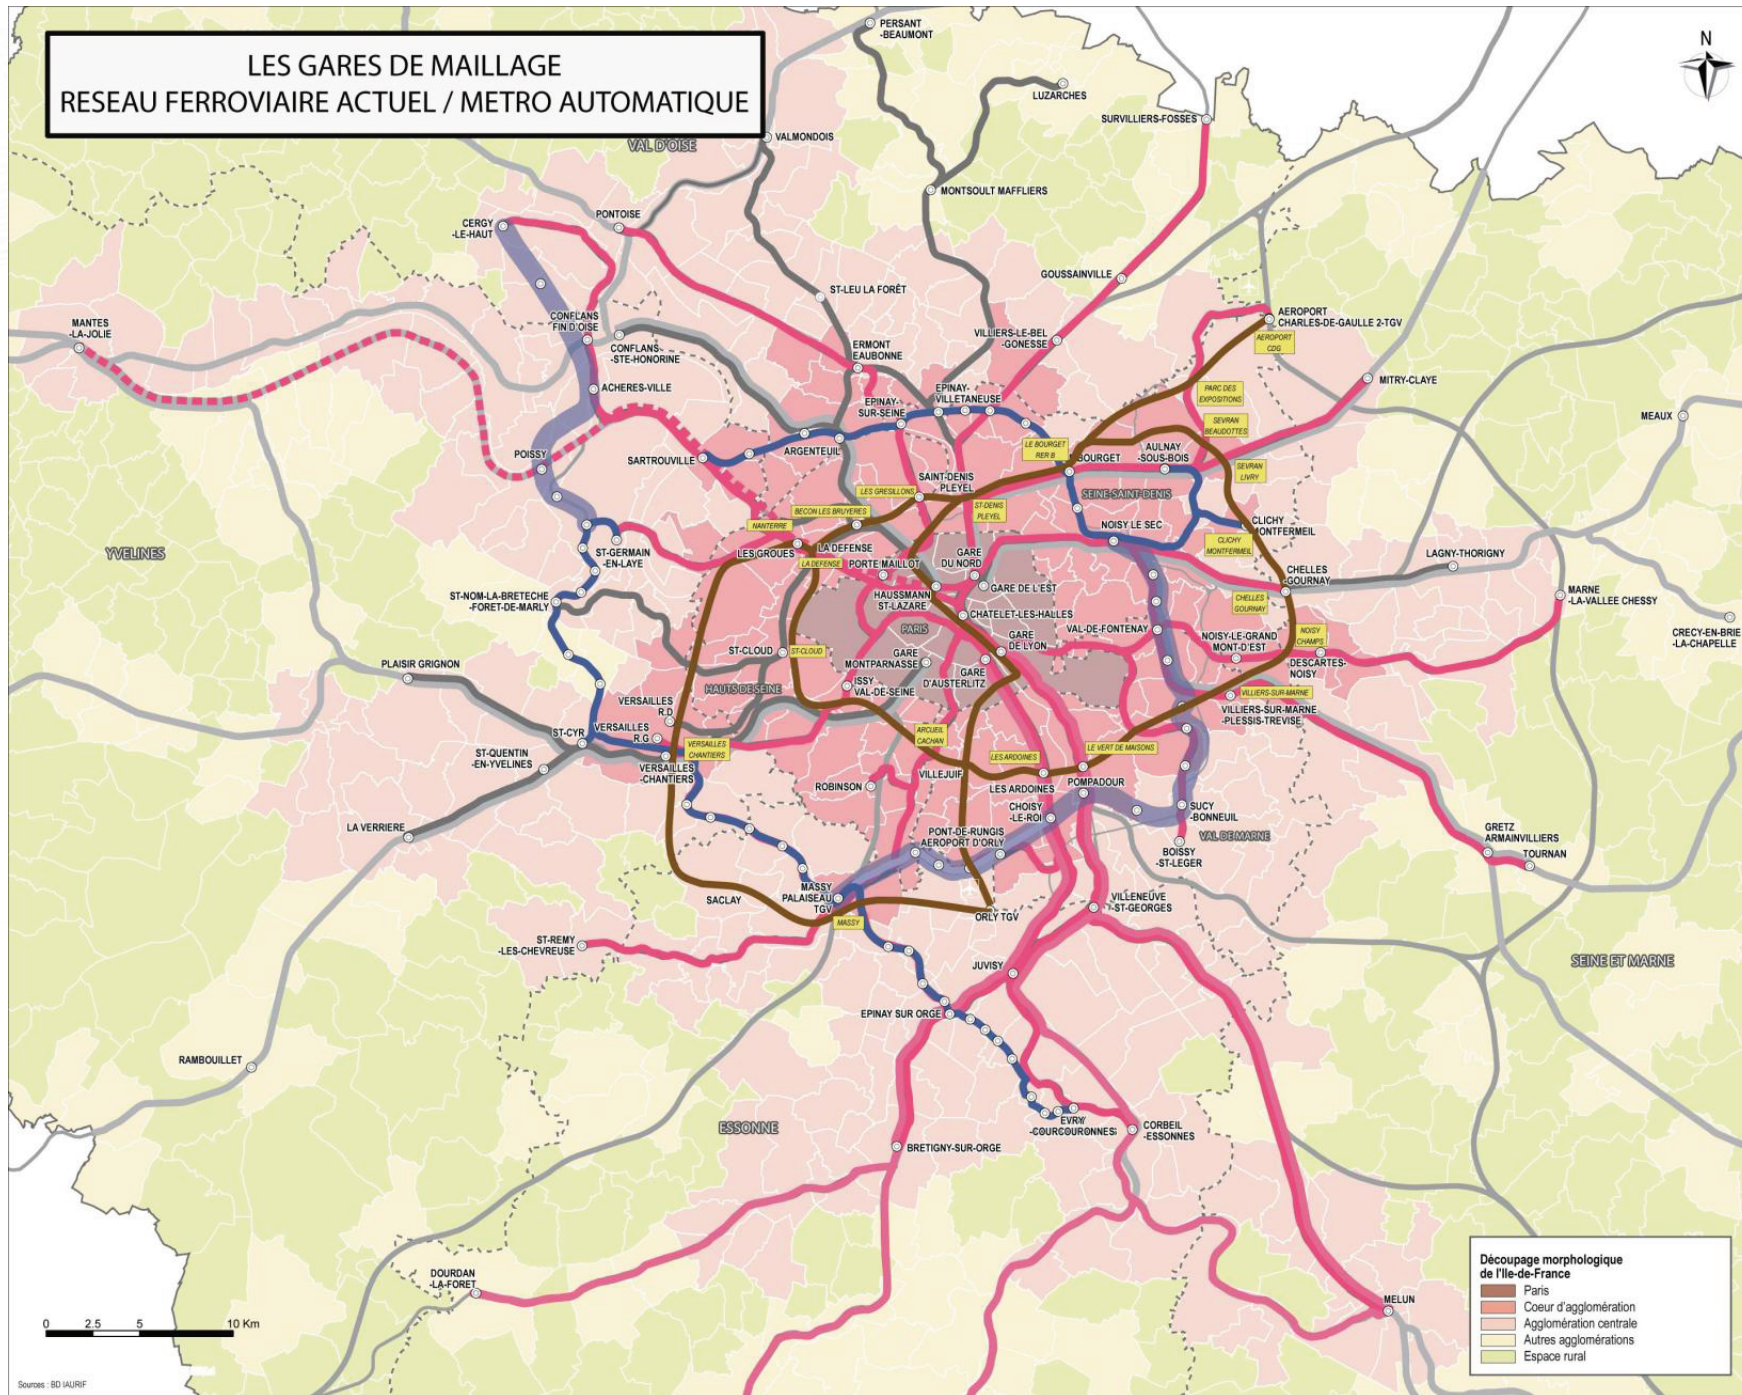 LES GARES DE MAILLAGE
RESEAU FERROVIAIRE ACTUEL / METRO AUTOMATIQUE
N
PERSANT
-BEAUMONT
LUZARCHES
SURVILLIERS-FOSSES
VALMONDOIS
VAL D'OISE
MONTSOULT MAFFLIERS
PONTOISE
CERGY
-LE-HAUT
GOUSSAINVILLE
ST-LEU LA FORÊT
CONFLANS
FIN D'OISE
MANTES
-LA-JOLIE
CONFLANS
-STE-HONORINE
VILLIERS-LE-BEL
-GONESSE
AEROPORT
CHARLES-DE-GAULLE 2-TGV
AEROPORT
CDG
ERMONT
EAUBONNE
MITRY-CLAYE
ACHERES-VILLE
EPINAY-
VILLETANEUSE
PARC DES
EXPOSITIONS
EPINAY-
SUR-SEINE
MEAUX
SEVRAN
BEAUDOTTES
LE BOURGET
RER B
BOURGET
AULNAY
-SOUS-BOIS
ARGENTEUIL
SARTROUVILLE
POISSY
SEVRAN
LIVRY
SAINT-DENIS
PLEYEL
LES GRESILLONS
SEINE-SAINT-DENIS
ST-DENIS
PLEYEL
BECON LES BRUYERES
NANTERRE
NOISY LE SEC
CLICHY
MONTFERMEIL
CLICHY
MONTFERMEIL
YVELINES
ST-GERMAIN
-EN-LAYE
LES GROUES
LA DEFENSE
LA DEFENSE
PORTE MAILLOT
GARE
DU NORD
LAGNY-THORIGNY
CHELLES
-GOURNAY
GARE DE L'EST
HAUSSMANN
ST-LAZARE
CHELLES
GOURNAY
MARNE
-LA-VALLEE CHESSY
ST-NOM-LA-BRETECHE
-FORET-DE-MARLY
CHATELET-LES-HALLES
PARIS
VAL-DE-FONTENAY
NOISY
CHAMPS
CRECY-EN-BRIE
-LA-CHAPELLE
NOISY-LE-GRAND
MONT-D'EST
DESCARTES-
NOISY
ST-CLOUD
ST-CLOUD
GARE
MONTPARNASSE
GARE
DE LYON
GARE
D'AUSTERLITZ
PLAISIR GRIGNON
HAUTS DE SEINE
ISSY
VAL-DE-SEINE
VILLIERS-SUR-MARNE
VILLIERS-SUR-MARNE
-PLESSIS-TREVISE
VERSAILLES
R.D
VERSAILLES
R.G
ST-CYR
ARCUEIL
CACHAN
VERSAILLES
CHANTIERS
LES ARDOINES
LE VERT DE MAISONS
ST-QUENTIN
-EN-YVELINES
VERSAILLES
-CHANTIERS
VILLEJUIF
ROBINSON
LES ARDOINES
POMPADOUR
CHOISY
-LE-ROI
SUCY
-BONNEUIL
LA VERRIERE
PONT-DE-RUNGIS
AEROPORT D'ORLY
VAL DE MARNE
GRETZ
ARMAINVILLIERS
BOISSY
-ST-LEGER
TOURNAN
MASSY
PALAISEAU
TGV
SACLAY
VILLENEUVE
-ST-GEORGES
MASSY
ORLY TGV
ST-REMY
-LES-CHEVREUSE
JUVISY
SEINE ET MARNE
EPINAY SUR ORGE
RAMBOUILLET
ESSONNE
EVRY
-COURCOURONNES
CORBEIL
-ESSONNES
BRETIGNY-SUR-ORGE
DOURDAN
-LA-FORET
MELUN
Découpage morphologique
de l'Ile-de-France
Paris
Coeur d'agglomération
Agglomération centrale
Autres agglomérations
Espace rural
0 2.5 5 10 Km
Sources : BD IAURIF